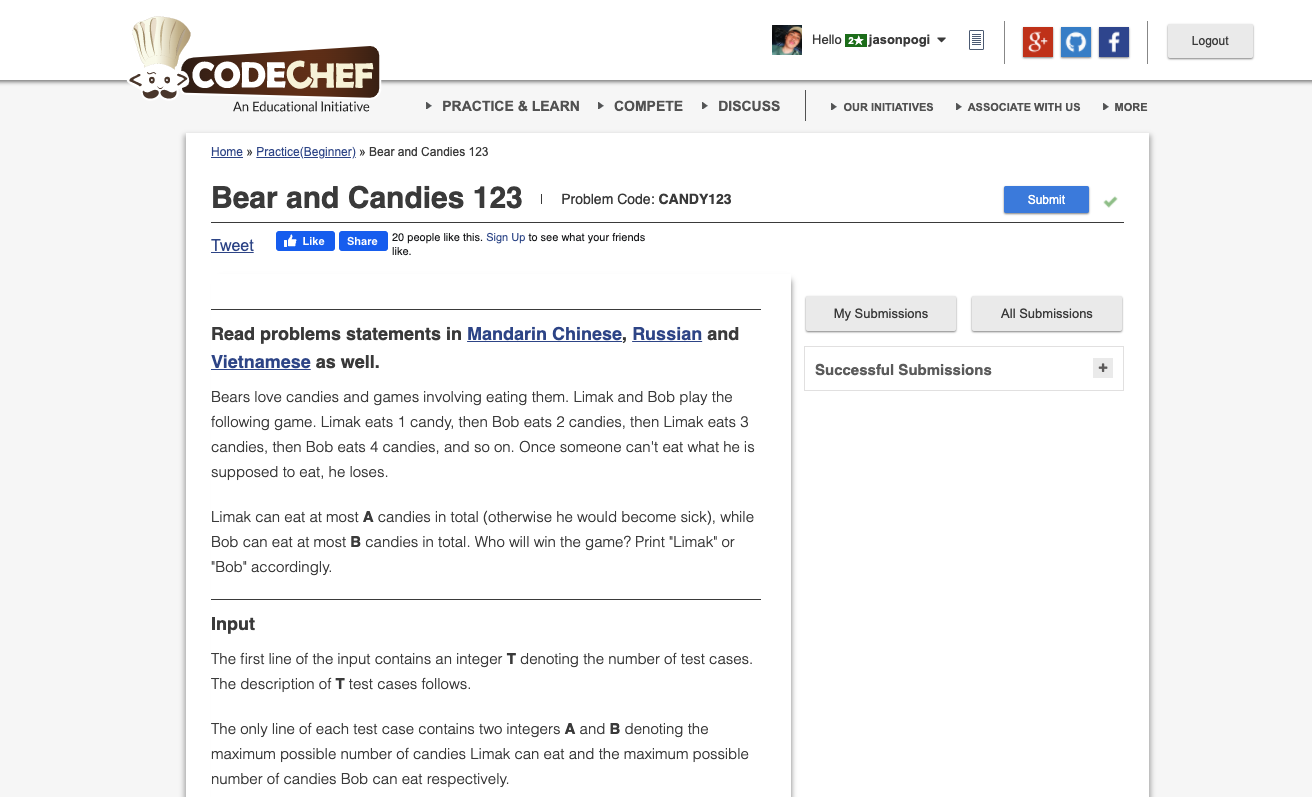 Hello 2★ jasonpogi
Logout
CODECHEF
An Educational Initiative
PRACTICE & LEARN COMPETE DISCUSS OUR INITIATIVES ASSOCIATE WITH US MORE
Home » Practice(Beginner) » Bear and Candies 123
Bear and Candies 123 | Problem Code: CANDY123 Submit
Tweet Like Share 20 people like this. Sign Up to see what your friends
like.
My Submissions All Submissions
Successful Submissions +
Read problems statements in Mandarin Chinese, Russian and
Vietnamese as well.
Bears love candies and games involving eating them. Limak and Bob play the
following game. Limak eats 1 candy, then Bob eats 2 candies, then Limak eats 3
candies, then Bob eats 4 candies, and so on. Once someone can't eat what he is
supposed to eat, he loses.
Limak can eat at most A candies in total (otherwise he would become sick), while
Bob can eat at most B candies in total. Who will win the game? Print "Limak" or
"Bob" accordingly.
Input
The first line of the input contains an integer T denoting the number of test cases.
The description of T test cases follows.
The only line of each test case contains two integers A and B denoting the
maximum possible number of candies Limak can eat and the maximum possible
number of candies Bob can eat respectively.